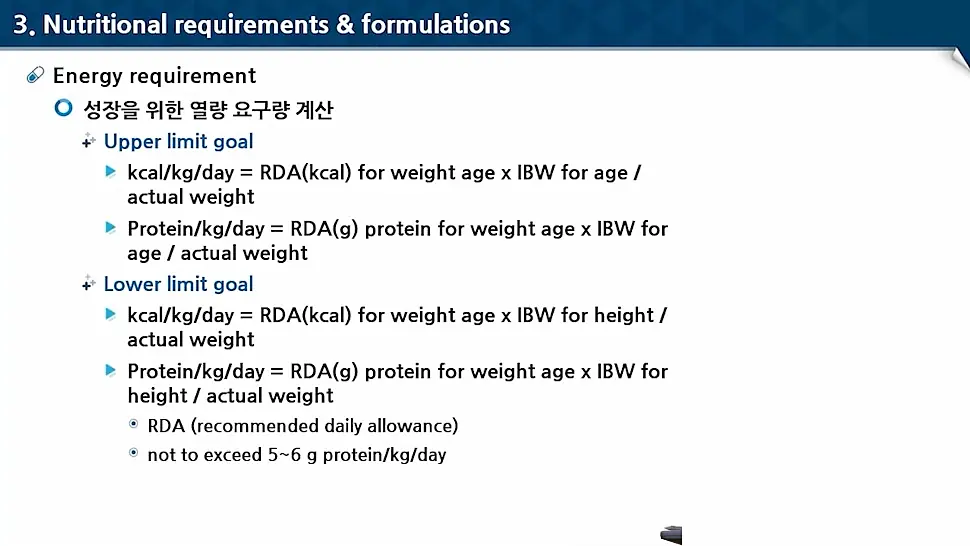 3. Nutritional requirements & formulations
Energy requirement
성장을 위한 열량 요구량 계산
Upper limit goal
kcal/kg/day = RDA(kcal) for weight age x IBW for age /
actual weight
Protein/kg/day = RDA(g) protein for weight age x IBW for
age / actual weight
Lower limit goal
kcal/kg/day = RDA(kcal) for weight age x IBW for height /
actual weight
Protein/kg/day = RDA(g) protein for weight age x IBW for
height / actual weight
RDA (recommended daily allowance)
not to exceed 5~6 g protein/kg/day